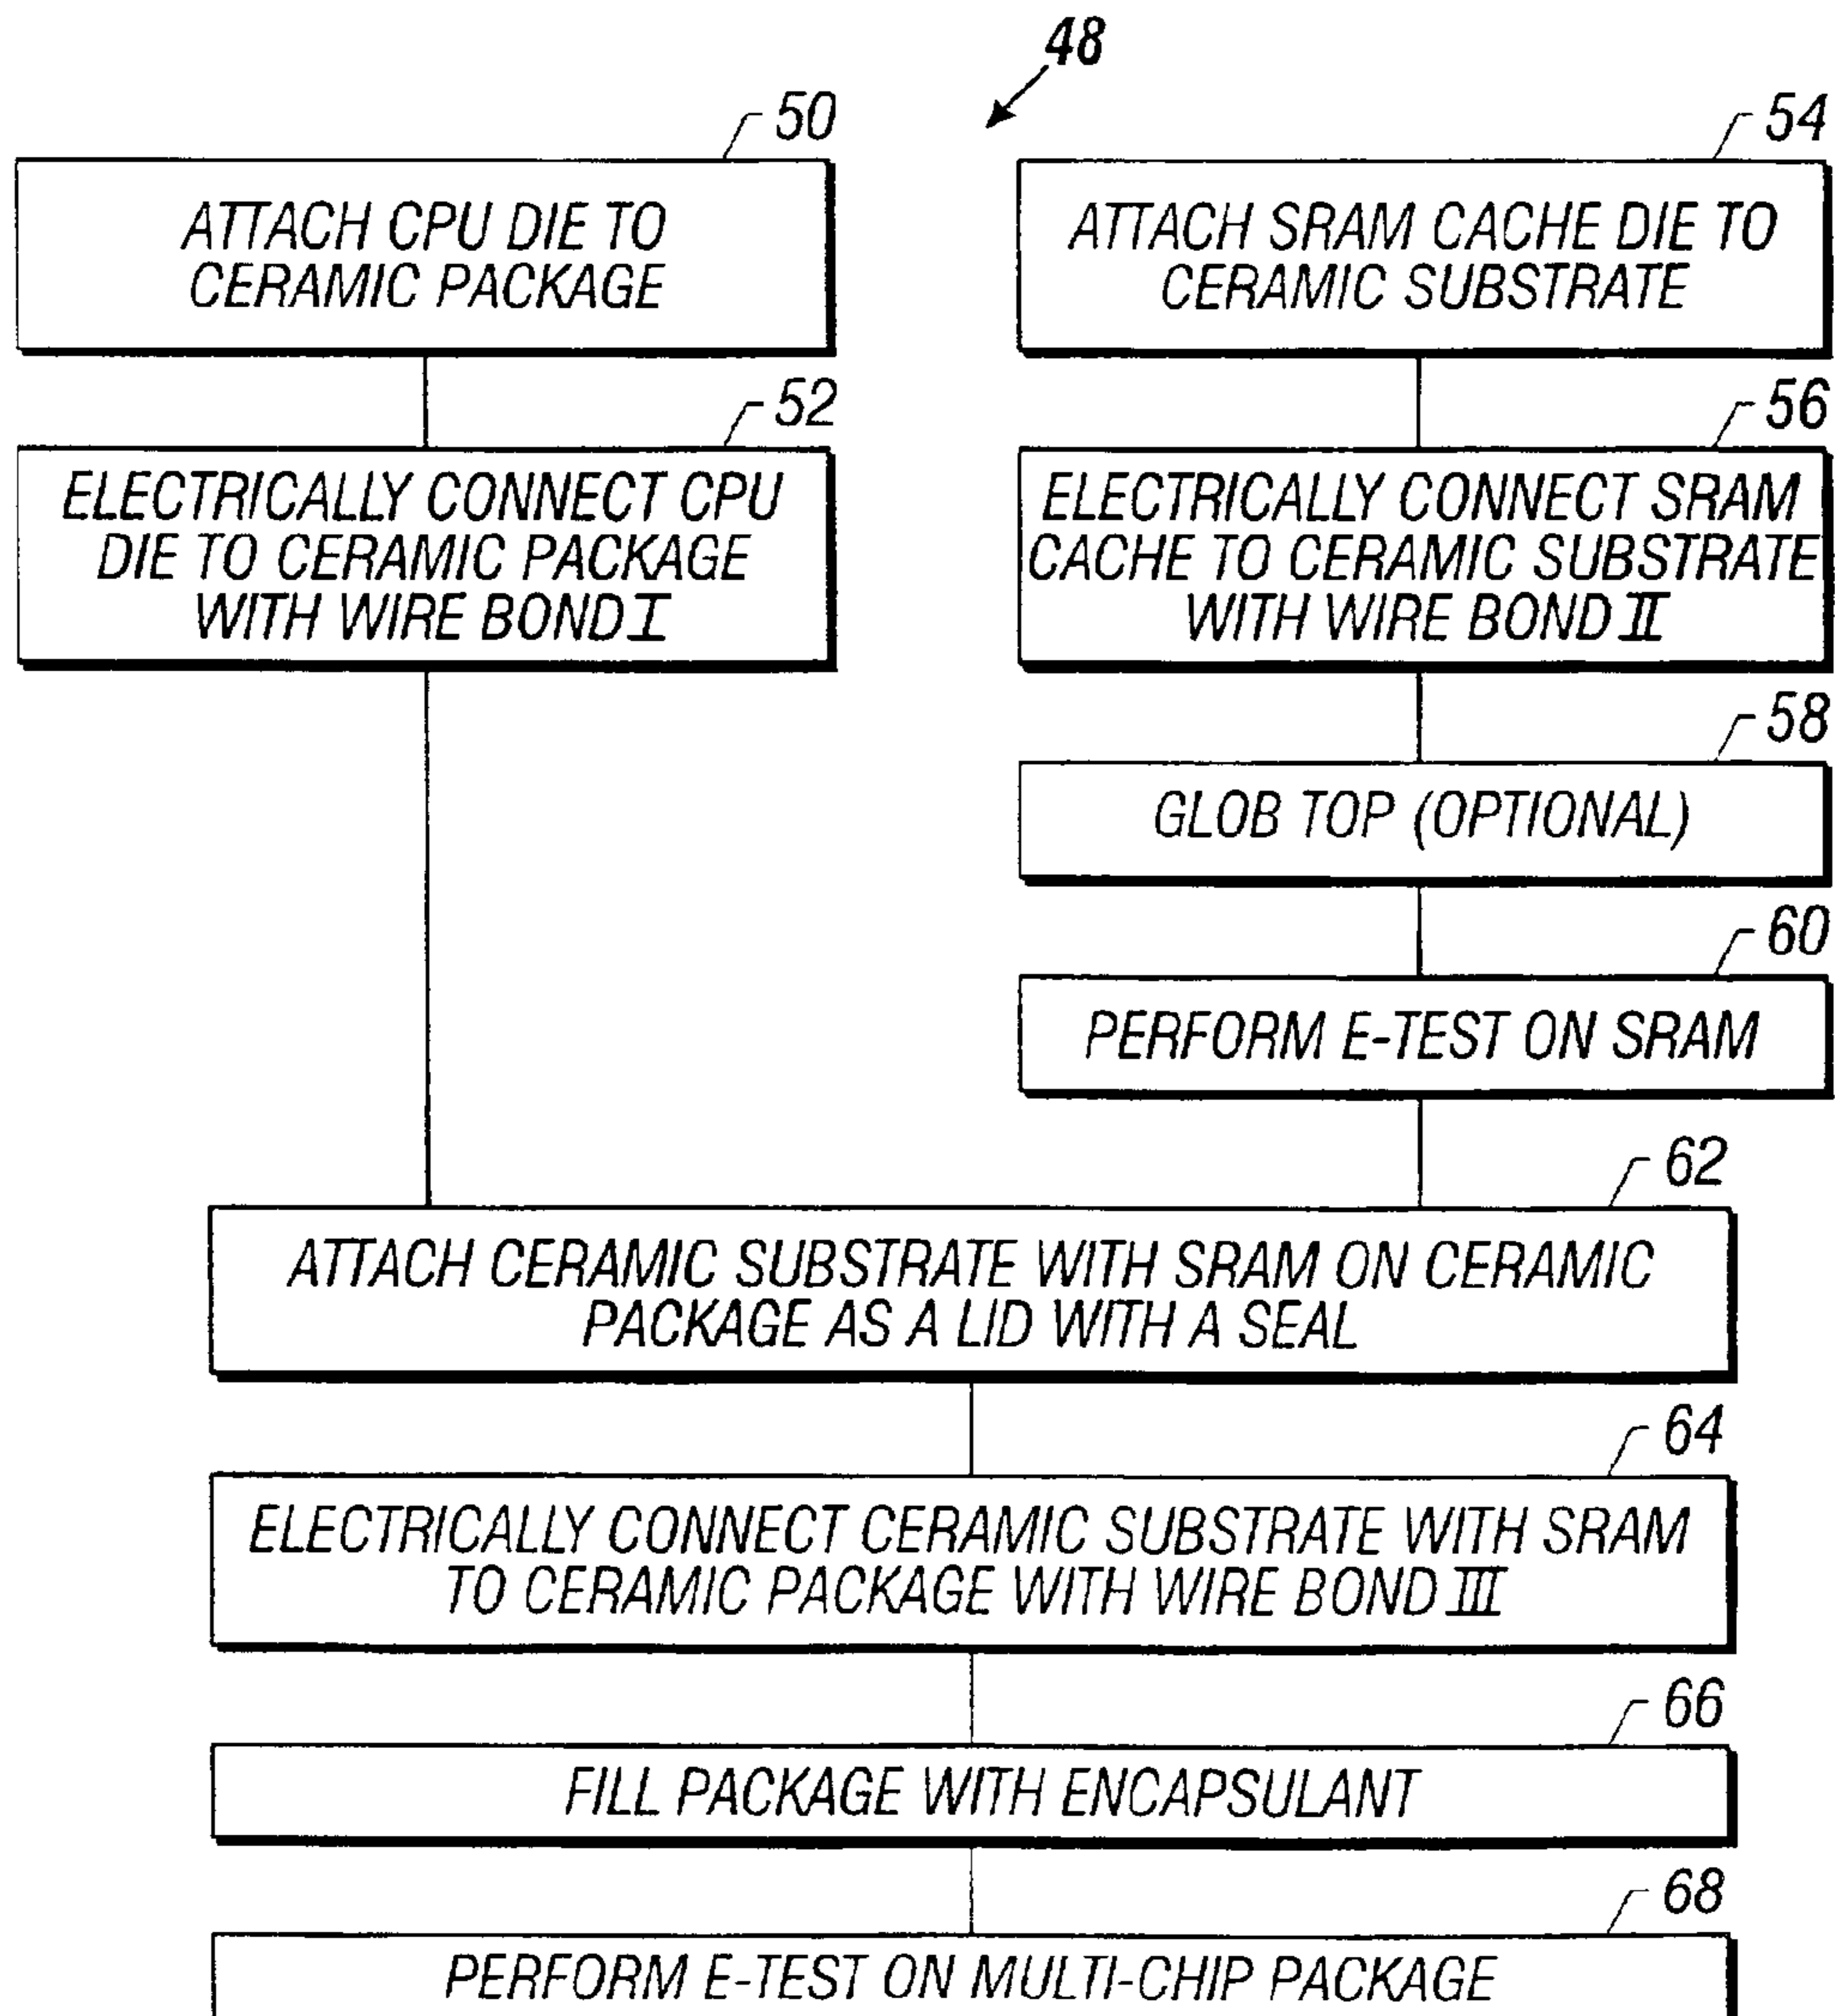 48
50
ATTACH CPU DIE TO
CERAMIC PACKAGE
52
ELECTRICALLY CONNECT CPU
DIE TO CERAMIC PACKAGE
WITH WIRE BOND I
54
ATTACH SRAM CACHE DIE TO
CERAMIC SUBSTRATE
56
ELECTRICALLY CONNECT SRAM
CACHE TO CERAMIC SUBSTRATE
WITH WIRE BOND II
58
GLOB TOP (OPTIONAL)
60
PERFORM E-TEST ON SRAM
62
ATTACH CERAMIC SUBSTRATE WITH SRAM ON CERAMIC
PACKAGE AS A LID WITH A SEAL
64
ELECTRICALLY CONNECT CERAMIC SUBSTRATE WITH SRAM
TO CERAMIC PACKAGE WITH WIRE BOND III
66
FILL PACKAGE WITH ENCAPSULANT
68
PERFORM E-TEST ON MULTI-CHIP PACKAGE